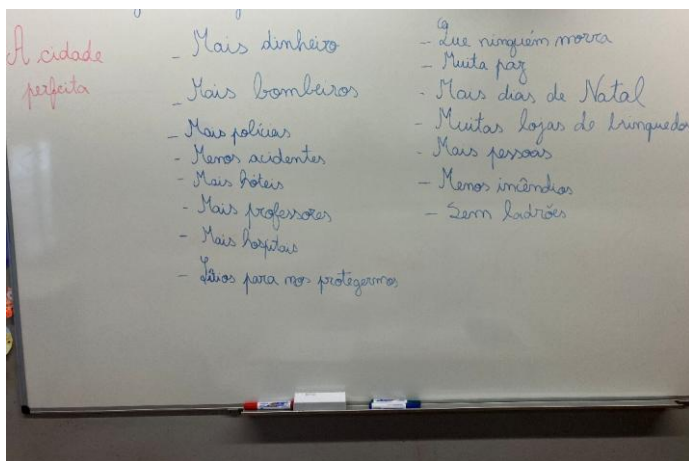 A cidade
perfeita
- Mais dinheiro
- Mais bombeiros
- Mais polícias
- Menos acidentes
- Mais hóteis
- Mais professores
- Mais hospitais
- Sítios para nos protegermos
- Que ninguém morra
- Muita paz
- Mais dias de Natal
- Muitas lojas de brinquedos
- Mais pessoas
- Menos incêndios
- Sem ladrões